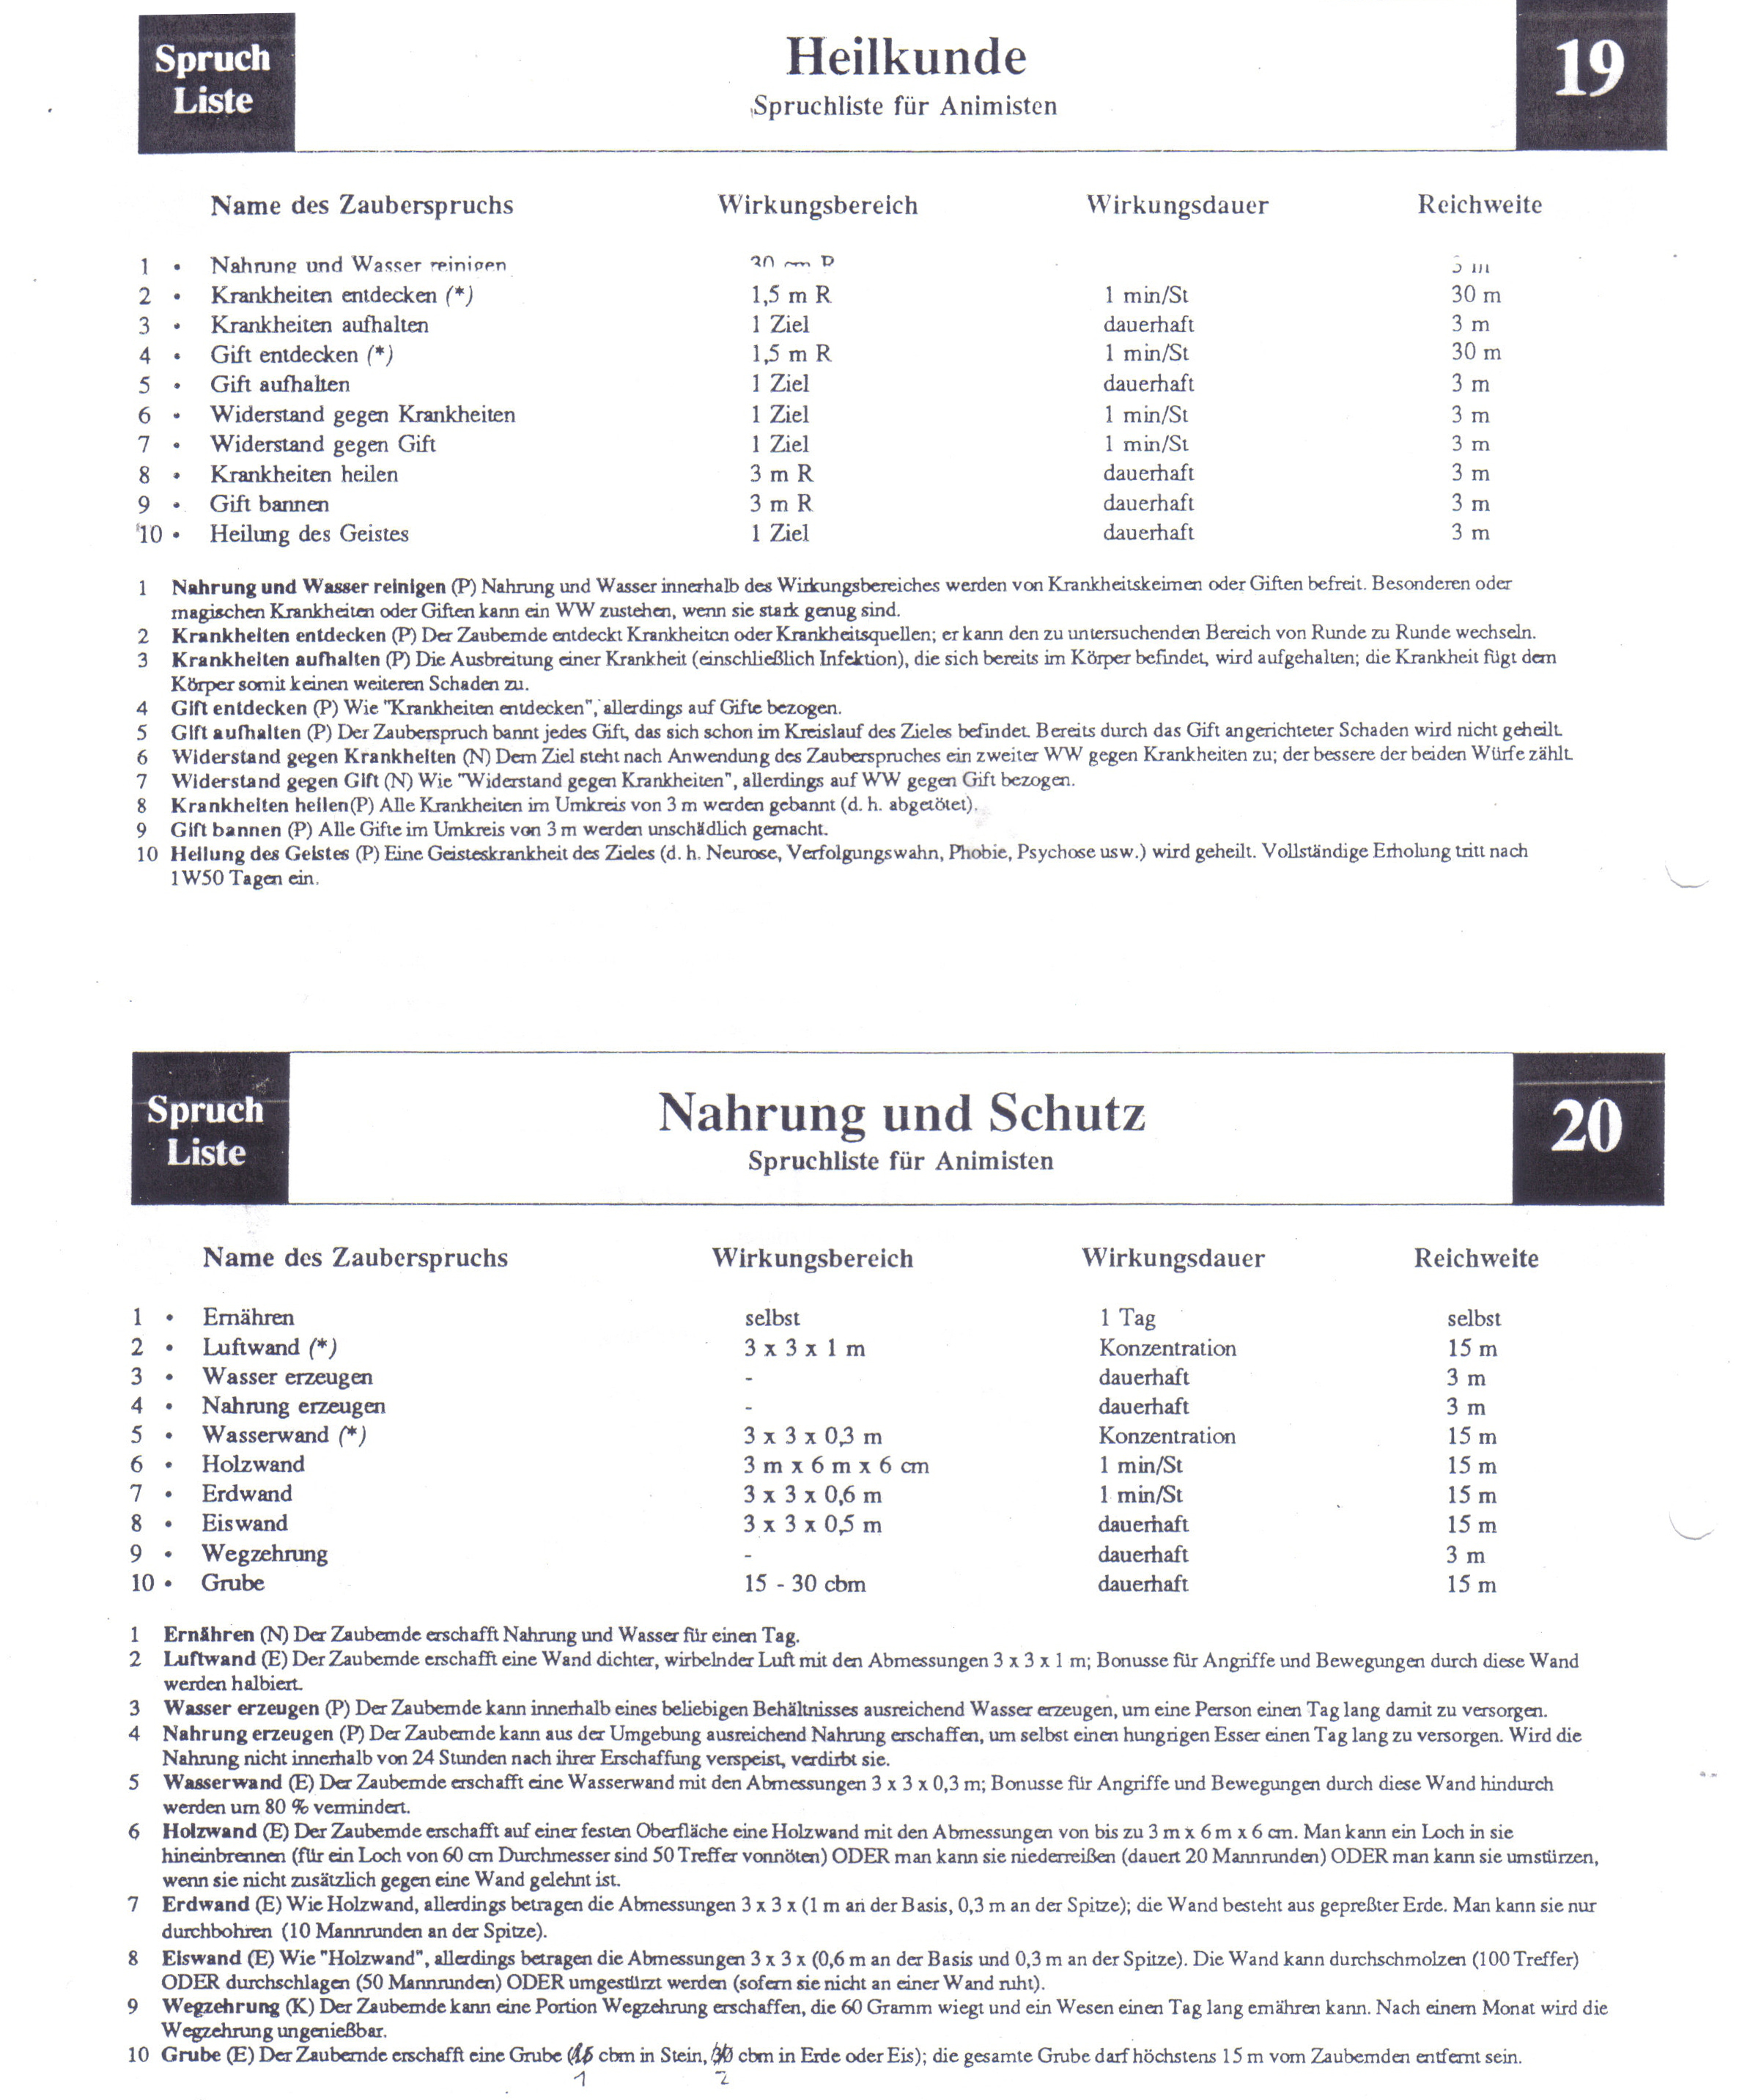 Spruch Liste
Heilkunde
Spruchliste für Animisten
19
Name des Zauberspruchs Wirkungsbereich Wirkungsdauer Reichweite
1 • Nahrung und Wasser reinigen 30 cm R 3 m
2 • Krankheiten entdecken (*) 1,5 m R 1 min/St 30 m
3 • Krankheiten aufhalten 1 Ziel dauerhaft 3 m
4 • Gift entdecken (*) 1,5 m R 1 min/St 30 m
5 • Gift aufhalten 1 Ziel dauerhaft 3 m
6 • Widerstand gegen Krankheiten 1 Ziel 1 min/St 3 m
7 • Widerstand gegen Gift 1 Ziel 1 min/St 3 m
8 • Krankheiten heilen 3 m R dauerhaft 3 m
9 • Gift bannen 3 m R dauerhaft 3 m
10 • Heilung des Geistes 1 Ziel dauerhaft 3 m
1 Nahrung und Wasser reinigen (P) Nahrung und Wasser innerhalb des Wirkungsbereiches werden von Krankheitskeimen oder Giften befreit. Besonderen oder
magischen Krankheiten oder Giften kann ein WW zustehen, wenn sie stark genug sind.
2 Krankheiten entdecken (P) Der Zaubernde entdeckt Krankheiten oder Krankheitsquellen; er kann den zu untersuchenden Bereich von Runde zu Runde wechseln.
3 Krankheiten aufhalten (P) Die Ausbreitung einer Krankheit (einschließlich Infektion), die sich bereits im Körper befindet, wird aufgehalten; die Krankheit fügt dem
Körper somit keinen weiteren Schaden zu.
4 Gift entdecken (P) Wie "Krankheiten entdecken", allerdings auf Gifte bezogen.
5 Gift aufhalten (P) Der Zauberspruch bannt jedes Gift, das sich schon im Kreislauf des Zieles befindet. Bereits durch das Gift angerichteter Schaden wird nicht geheilt.
6 Widerstand gegen Krankheiten (N) Dem Ziel steht nach Anwendung des Zauberspruches ein zweiter WW gegen Krankheiten zu; der bessere der beiden Würfe zählt.
7 Widerstand gegen Gift (N) Wie "Widerstand gegen Krankheiten", allerdings auf WW gegen Gift bezogen.
8 Krankheiten heilen(P) Alle Krankheiten im Umkreis von 3 m werden gebannt (d. h. abgetötet).
9 Gift bannen (P) Alle Gifte im Umkreis von 3 m werden unschädlich gemacht.
10 Heilung des Geistes (P) Eine Geisteskrankheit des Zieles (d. h. Neurose, Verfolgungswahn, Phobie, Psychose usw.) wird geheilt. Vollständige Erholung tritt nach
1W50 Tagen ein.
Spruch Liste
Nahrung und Schutz
Spruchliste für Animisten
20
Name des Zauberspruchs Wirkungsbereich Wirkungsdauer Reichweite
1 • Ernähren selbst 1 Tag selbst
2 • Luftwand (*) 3 x 3 x 1 m Konzentration 15 m
3 • Wasser erzeugen - dauerhaft 3 m
4 • Nahrung erzeugen - dauerhaft 3 m
5 • Wasserwand (*) 3 x 3 x 0,3 m Konzentration 15 m
6 • Holzwand 3 m x 6 m x 6 cm 1 min/St 15 m
7 • Erdwand 3 x 3 x 0,6 m 1 min/St 15 m
8 • Eiswand 3 x 3 x 0,5 m dauerhaft 15 m
9 • Wegzehrung - dauerhaft 3 m
10 • Grube 15 - 30 cbm dauerhaft 15 m
1 Ernähren (N) Der Zaubernde erschafft Nahrung und Wasser für einen Tag.
2 Luftwand (E) Der Zaubernde erschafft eine Wand dichter, wirbelnder Luft mit den Abmessungen 3 x 3 x 1 m; Bonusse für Angriffe und Bewegungen durch diese Wand
werden halbiert.
3 Wasser erzeugen (P) Der Zaubernde kann innerhalb eines beliebigen Behältnisses ausreichend Wasser erzeugen, um eine Person einen Tag lang damit zu versorgen.
4 Nahrung erzeugen (P) Der Zaubernde kann aus der Umgebung ausreichend Nahrung erschaffen, um selbst einen hungrigen Esser einen Tag lang zu versorgen. Wird die
Nahrung nicht innerhalb von 24 Stunden nach ihrer Erschaffung verspeist, verdirbt sie.
5 Wasserwand (E) Der Zaubernde erschafft eine Wasserwand mit den Abmessungen 3 x 3 x 0,3 m; Bonusse für Angriffe und Bewegungen durch diese Wand hindurch
werden um 80 % vermindert.
6 Holzwand (E) Der Zaubernde erschafft auf einer festen Oberfläche eine Holzwand mit den Abmessungen von bis zu 3 m x 6 m x 6 cm. Man kann ein Loch in sie
hineinbrennen (für ein Loch von 60 cm Durchmesser sind 50 Treffer vonnöten) ODER man kann sie niederreißen (dauert 20 Mannrunden) ODER man kann sie umstürzen,
wenn sie nicht zusätzlich gegen eine Wand gelehnt ist.
7 Erdwand (E) Wie Holzwand, allerdings betragen die Abmessungen 3 x 3 x (1 m an der Basis, 0,3 m an der Spitze); die Wand besteht aus gepreßter Erde. Man kann sie nur
durchbohren (10 Mannrunden an der Spitze).
8 Eiswand (E) Wie "Holzwand", allerdings betragen die Abmessungen 3 x 3 x (0,6 m an der Basis und 0,3 m an der Spitze). Die Wand kann durchschmolzen (100 Treffer)
ODER durchschlagen (50 Mannrunden) ODER umgestürzt werden (sofern sie nicht an einer Wand ruht).
9 Wegzehrung (K) Der Zaubernde kann eine Portion Wegzehrung erschaffen, die 60 Gramm wiegt und ein Wesen einen Tag lang ernähren kann. Nach einem Monat wird die
Wegzehrung ungenießbar.
10 Grube (E) Der Zaubernde erschafft eine Grube (15 cbm in Stein, 30 cbm in Erde oder Eis); die gesamte Grube darf höchstens 15 m vom Zaubernden entfernt sein.
1 2